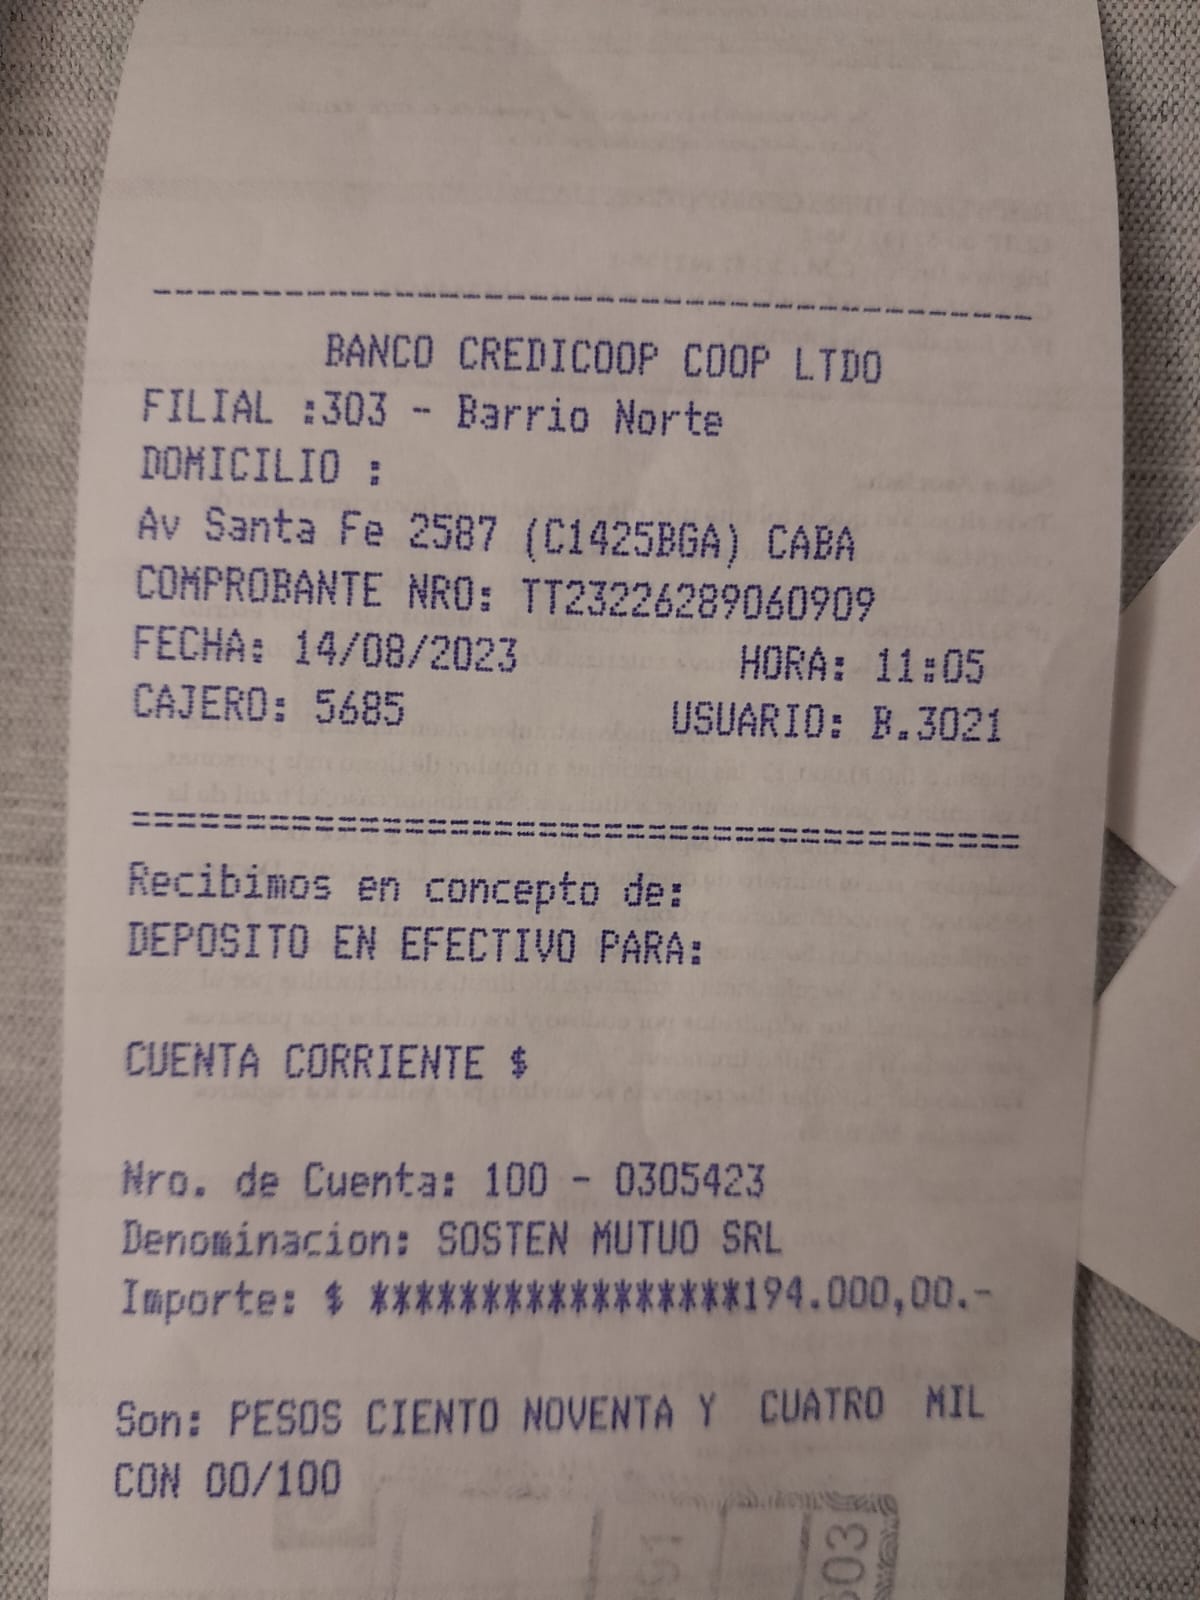 BANCO CREDICOOP COOP LTDO
FILIAL :303 - Barrio Norte
DOMICILIO :
Av Santa Fe 2587 (C1425BGA) CABA
COMPROBANTE NRO: TT23226289060909
FECHA: 14/08/2023 HORA: 11:05
CAJERO: 5685 USUARIO: B.3021
Recibimos en concepto de:
DEPOSITO EN EFECTIVO PARA:
CUENTA CORRIENTE $
Nro. de Cuenta: 100 - 0305423
Denominacion: SOSTEN MUTUO SRL
Importe: $ *****************194.000,00.-
Son: PESOS CIENTO NOVENTA Y CUATRO MIL
CON 00/100